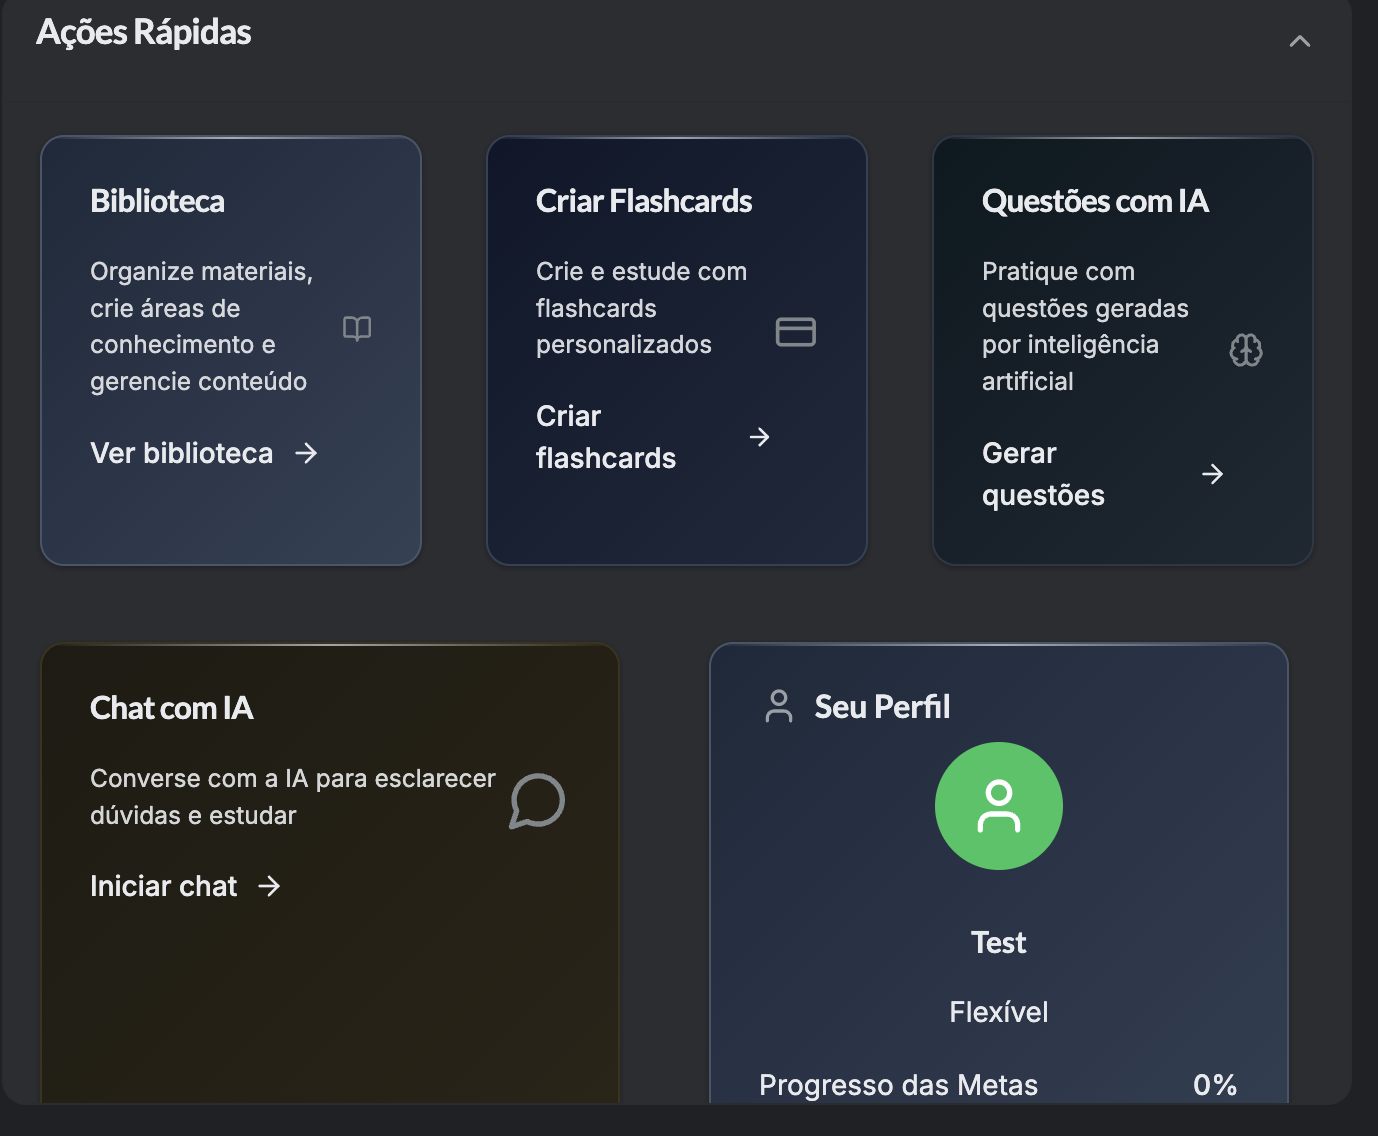 Ações Rápidas
Biblioteca
Organize materiais,
crie áreas de
conhecimento e
gerencie conteúdo
Ver biblioteca
Criar Flashcards
Crie e estude com
flashcards
personalizados
Criar
flashcards
Questões com IA
Pratique com
questões geradas
por inteligência
artificial
Gerar
questões
Chat com IA
Converse com a IA para esclarecer
dúvidas e estudar
Iniciar chat
Seu Perfil
Test
Flexível
Progresso das Metas 0%